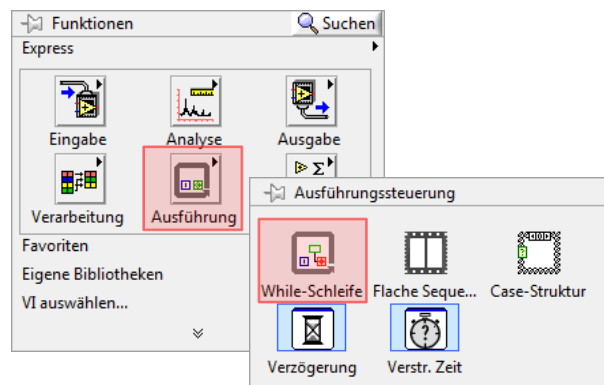 Funktionen
Suchen
Express
Eingabe
Analyse
Ausgabe
Verarbeitung
Ausführung
Favoriten
Eigene Bibliotheken
VI auswählen...
Ausführungssteuerung
While-Schleife
Flache Seque...
Case-Struktur
Verzögerung
Verstr. Zeit